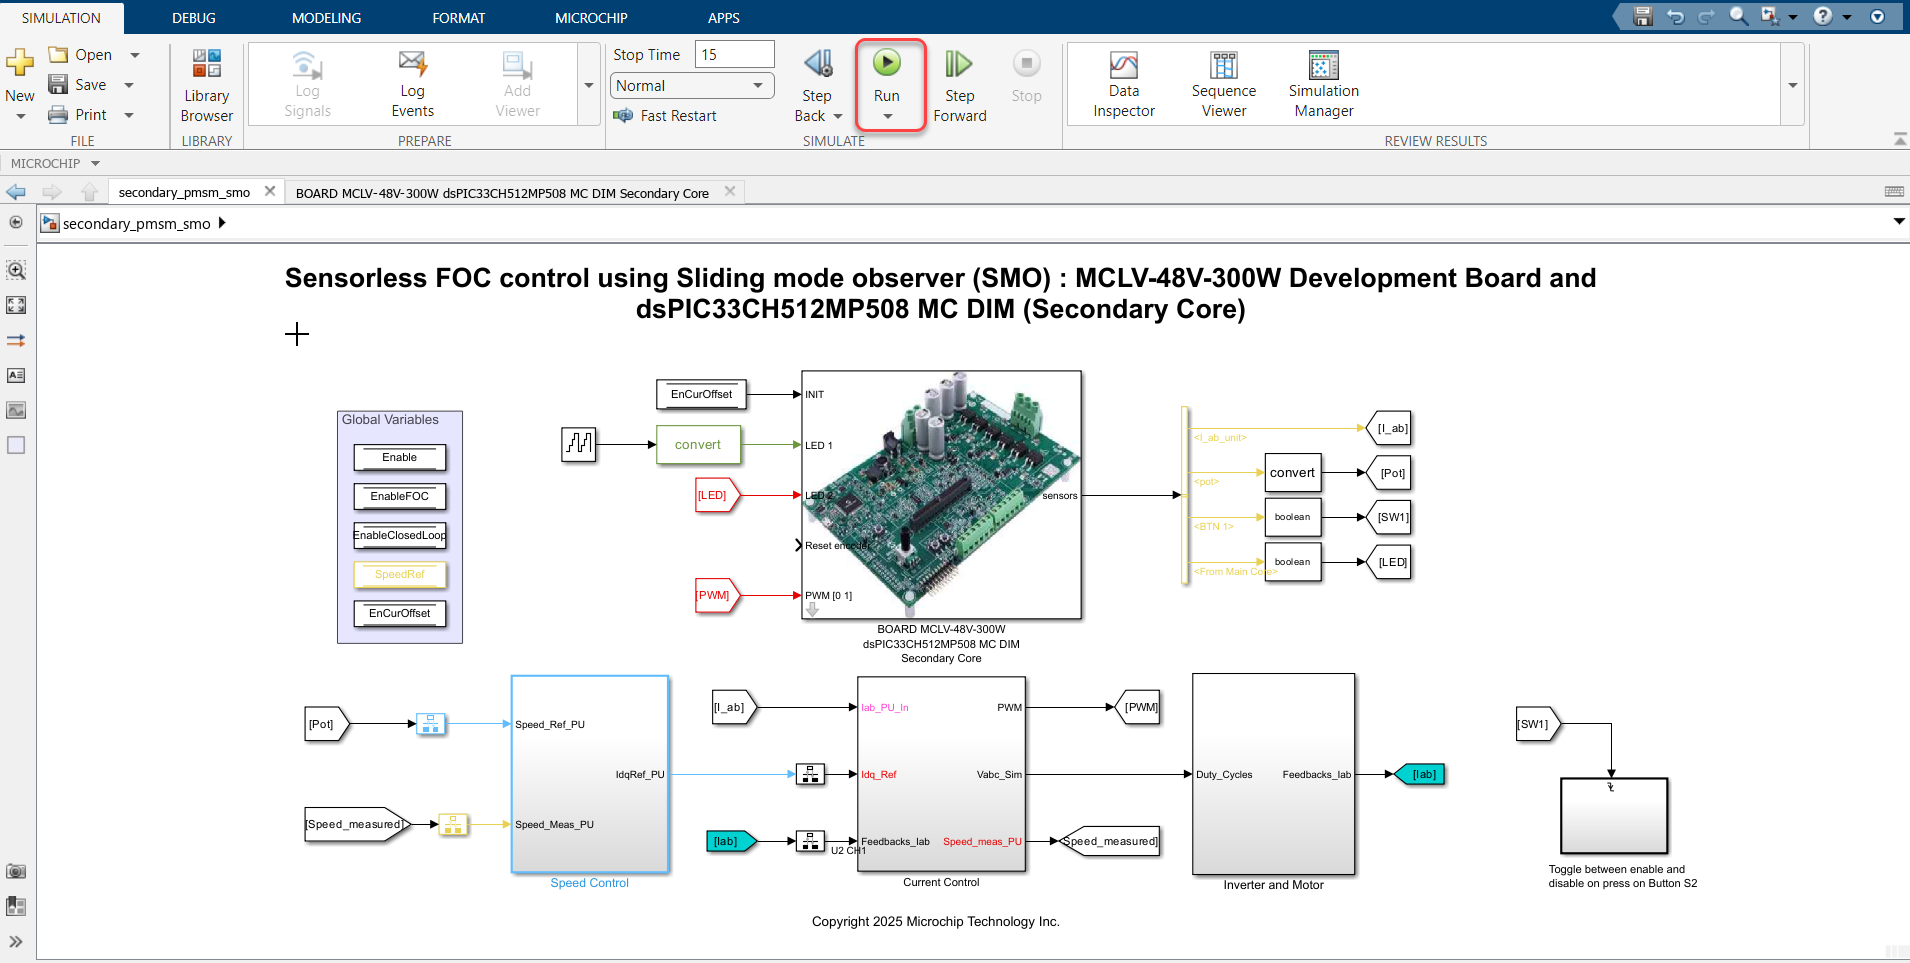 SIMULATION
DEBUG
MODELING
FORMAT
MICROCHIP
APPS
New
Open
Save
Print
FILE
Library
Browser
LIBRARY
Log
Signals
Log
Events
Add
Viewer
PREPARE
Stop Time
15
Normal
Fast Restart
Step
Back
Run
Step
Forward
Stop
SIMULATE
Data
Inspector
Sequence
Viewer
Simulation
Manager
REVIEW RESULTS
MICROCHIP
secondary_pmsm_smo
BOARD MCLV-48V-300W dsPIC33CH512MP508 MC DIM Secondary Core
secondary_pmsm_smo
Sensorless FOC control using Sliding mode observer (SMO) : MCLV-48V-300W Development Board and
dsPIC33CH512MP508 MC DIM (Secondary Core)
Global Variables
Enable
EnableFOC
EnableClosedLoop
SpeedRef
EnCurOffset
EnCurOffset
convert
[LED]
[PWM]
INIT
LED 1
LED 2
Reset encoder
PWM [0 1]
sensors
BOARD MCLV-48V-300W
dsPIC33CH512MP508 MC DIM
Secondary Core
<I_ab_unit>
<pot>
<BTN 1>
<From Main Core>
convert
boolean
boolean
[I_ab]
[Pot]
[SW1]
[LED]
[Pot]
[Speed_measured]
Speed_Ref_PU
IdqRef_PU
Speed_Meas_PU
Speed Control
[I_ab]
[Iab]
U2 CH1
Iab_PU_In
PWM
Idq_Ref
Vabc_Sim
Feedbacks_Iab
Speed_meas_PU
Current Control
[PWM]
[Speed_measured]
Duty_Cycles
Feedbacks_Iab
Inverter and Motor
[Iab]
[SW1]
Toggle between enable and
disable on press on Button S2
Copyright 2025 Microchip Technology Inc.